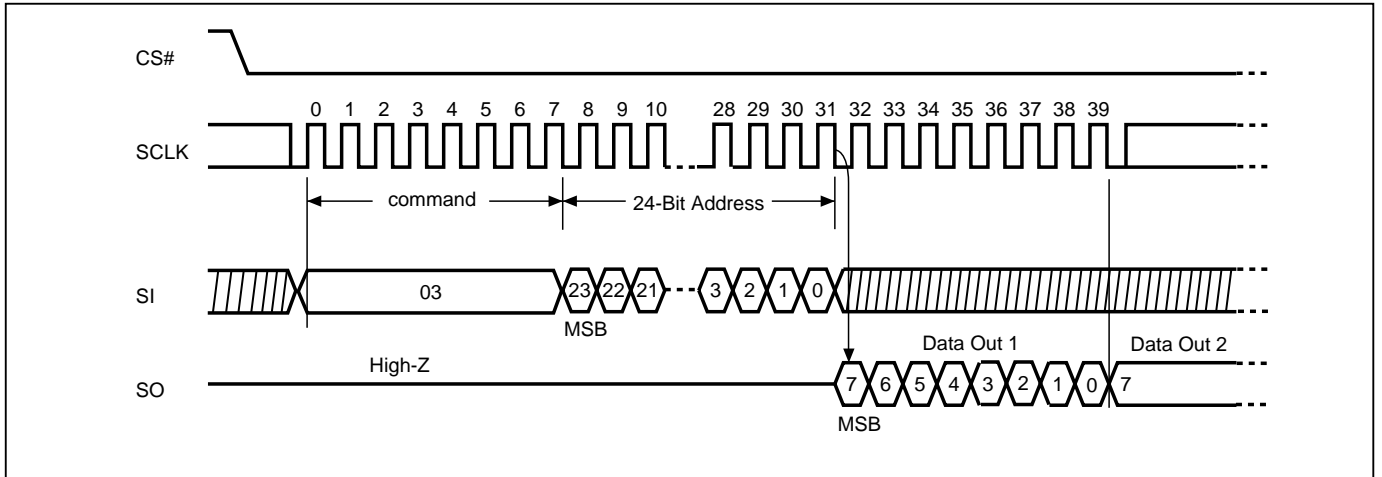 CS#
0 1 2 3 4 5 6 7 8 9 10 28 29 30 31 32 33 34 35 36 37 38 39
SCLK
command 24-Bit Address
SI 03 23 22 21 3 2 1 0
MSB
Data Out 1 Data Out 2
High-Z
SO 7 6 5 4 3 2 1 0 7
MSB